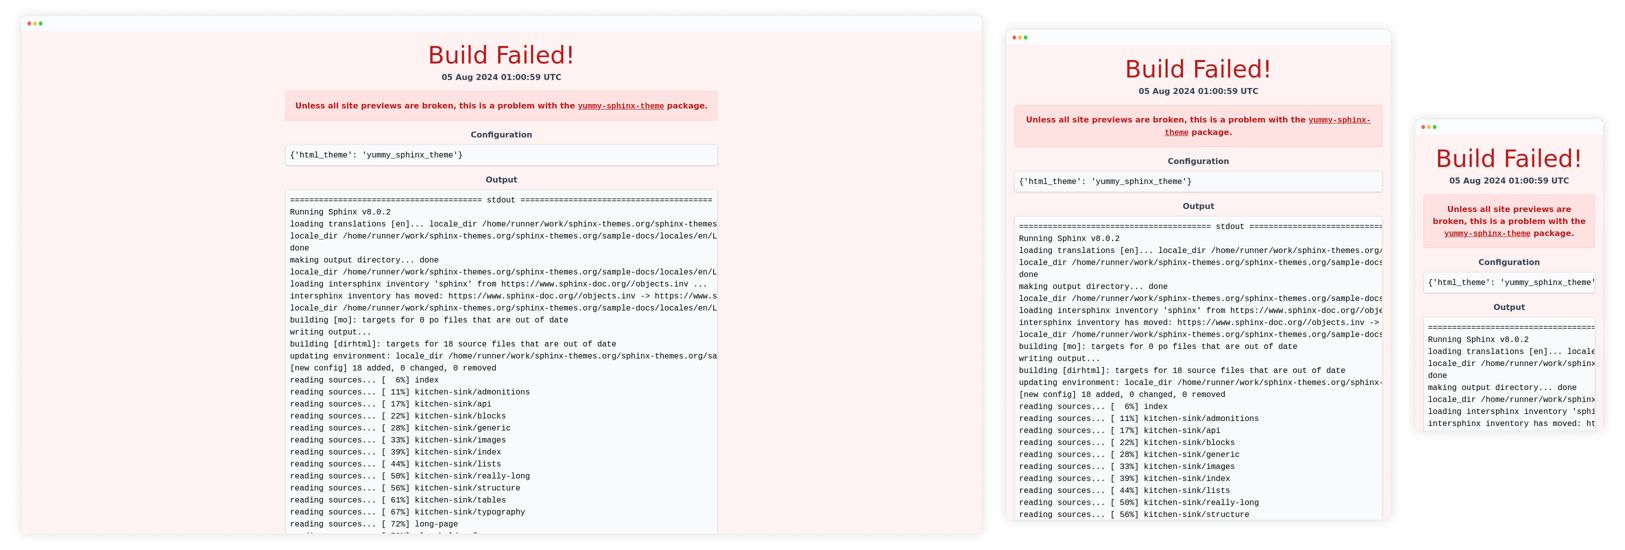 Build Failed!
05 Aug 2024 01:00:59 UTC
Unless all site previews are broken, this is a problem with the yummy-sphinx-theme package.
Configuration
{'html_theme': 'yummy_sphinx_theme'}
Output
======================================== stdout ========================================
Running Sphinx v8.0.2
loading translations [en]... locale_dir /home/runner/work/sphinx-themes.org/sphinx-themes
locale_dir /home/runner/work/sphinx-themes.org/sphinx-themes.org/sample-docs/locales/en/L
done
making output directory... done
locale_dir /home/runner/work/sphinx-themes.org/sphinx-themes.org/sample-docs/locales/en/L
loading intersphinx inventory 'sphinx' from https://www.sphinx-doc.org//objects.inv ...
intersphinx inventory has moved: https://www.sphinx-doc.org//objects.inv -> https://www.s
locale_dir /home/runner/work/sphinx-themes.org/sphinx-themes.org/sample-docs/locales/en/L
building [mo]: targets for 0 po files that are out of date
writing output...
building [dirhtml]: targets for 18 source files that are out of date
updating environment: locale_dir /home/runner/work/sphinx-themes.org/sphinx-themes.org/sa
[new config] 18 added, 0 changed, 0 removed
reading sources... [  6%] index
reading sources... [ 11%] kitchen-sink/admonitions
reading sources... [ 17%] kitchen-sink/api
reading sources... [ 22%] kitchen-sink/blocks
reading sources... [ 28%] kitchen-sink/generic
reading sources... [ 33%] kitchen-sink/images
reading sources... [ 39%] kitchen-sink/index
reading sources... [ 44%] kitchen-sink/lists
reading sources... [ 50%] kitchen-sink/really-long
reading sources... [ 56%] kitchen-sink/structure
reading sources... [ 61%] kitchen-sink/tables
reading sources... [ 67%] kitchen-sink/typography
reading sources... [ 72%] long-page
Build Failed!
05 Aug 2024 01:00:59 UTC
Unless all site previews are broken, this is a problem with the yummy-sphinx-
theme package.
Configuration
{'html_theme': 'yummy_sphinx_theme'}
Output
======================================== stdout ============================
Running Sphinx v8.0.2
loading translations [en]... locale_dir /home/runner/work/sphinx-themes.org/
locale_dir /home/runner/work/sphinx-themes.org/sphinx-themes.org/sample-docs
done
making output directory... done
locale_dir /home/runner/work/sphinx-themes.org/sphinx-themes.org/sample-docs
loading intersphinx inventory 'sphinx' from https://www.sphinx-doc.org//obje
intersphinx inventory has moved: https://www.sphinx-doc.org//objects.inv ->
locale_dir /home/runner/work/sphinx-themes.org/sphinx-themes.org/sample-docs
building [mo]: targets for 0 po files that are out of date
writing output...
building [dirhtml]: targets for 18 source files that are out of date
updating environment: locale_dir /home/runner/work/sphinx-themes.org/sphinx-
[new config] 18 added, 0 changed, 0 removed
reading sources... [  6%] index
reading sources... [ 11%] kitchen-sink/admonitions
reading sources... [ 17%] kitchen-sink/api
reading sources... [ 22%] kitchen-sink/blocks
reading sources... [ 28%] kitchen-sink/generic
reading sources... [ 33%] kitchen-sink/images
reading sources... [ 39%] kitchen-sink/index
reading sources... [ 44%] kitchen-sink/lists
reading sources... [ 50%] kitchen-sink/really-long
reading sources... [ 56%] kitchen-sink/structure
Build Failed!
05 Aug 2024 01:00:59 UTC
Unless all site previews are
broken, this is a problem with the
yummy-sphinx-theme package.
Configuration
{'html_theme': 'yummy_sphinx_theme'
Output
===================================
Running Sphinx v8.0.2
loading translations [en]... locale
locale_dir /home/runner/work/sphinx
done
making output directory... done
locale_dir /home/runner/work/sphinx
loading intersphinx inventory 'sphi
intersphinx inventory has moved: ht